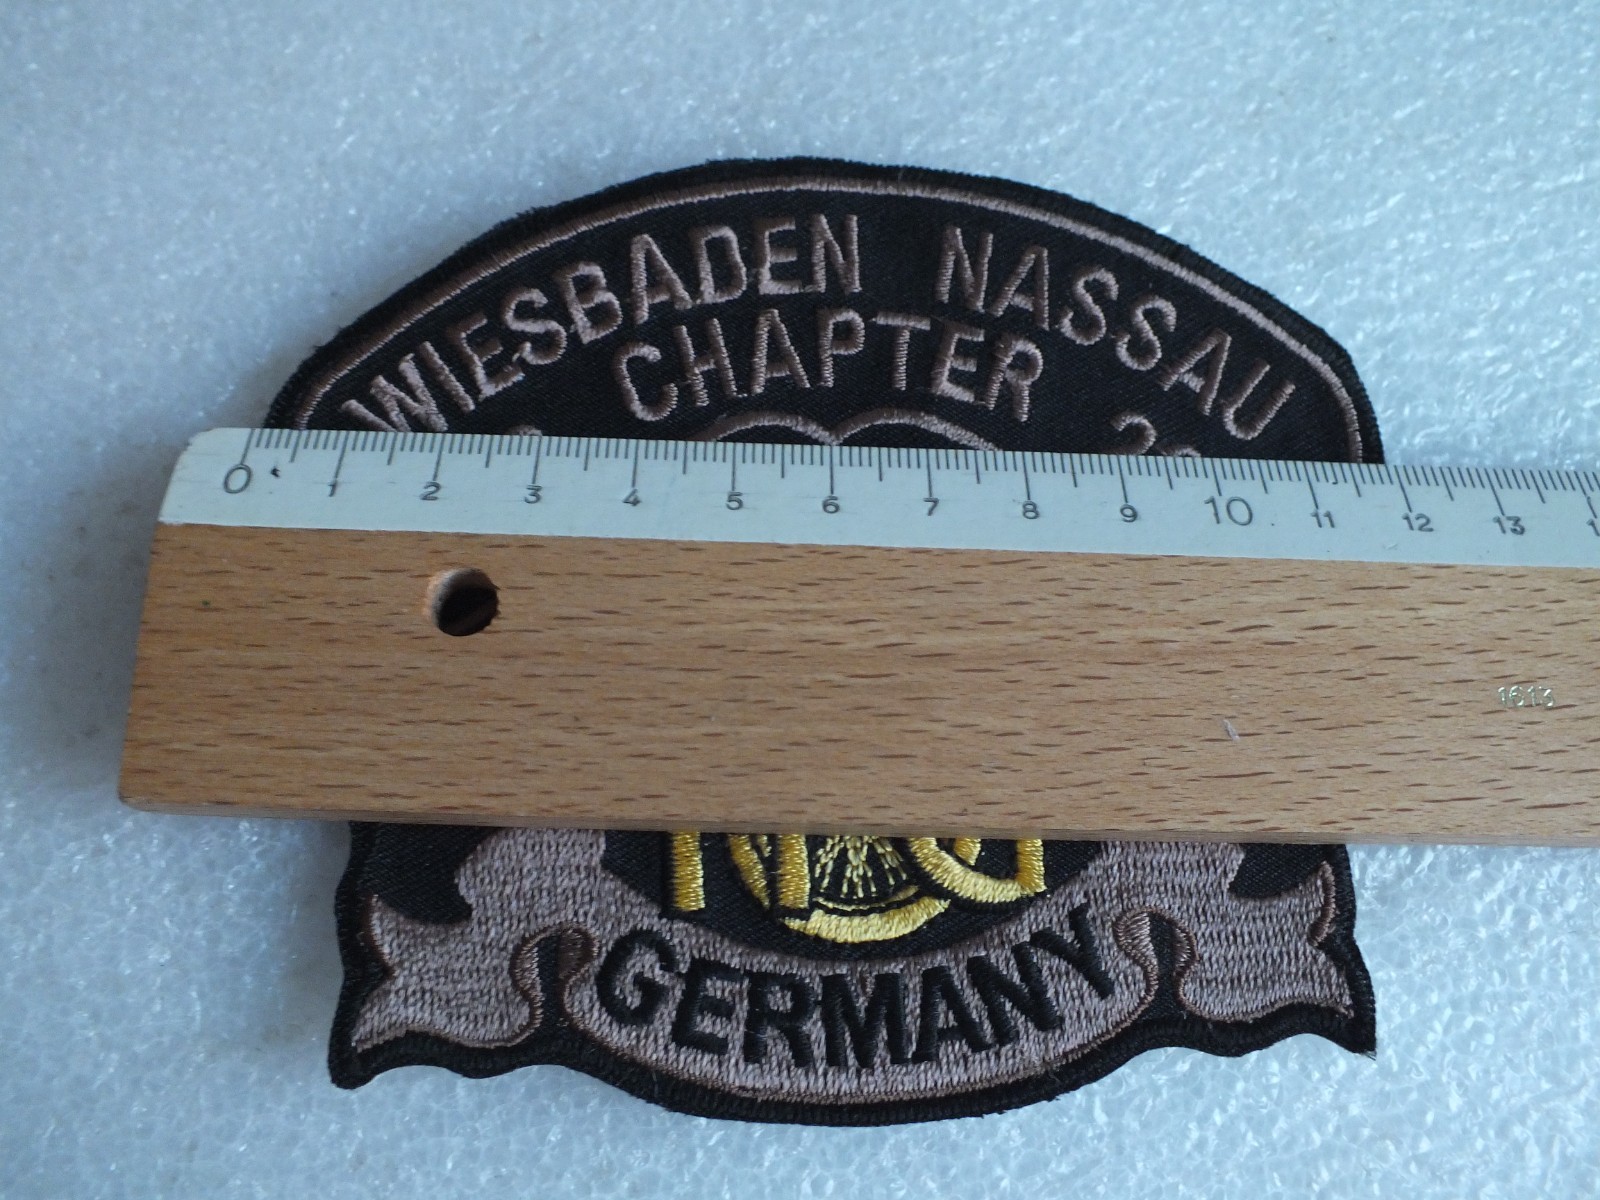 WIESBADEN NASSAU
CHAPTER
0 1 2 3 4 5 6 7 8 9 10 11 12 13
1613
GERMANY